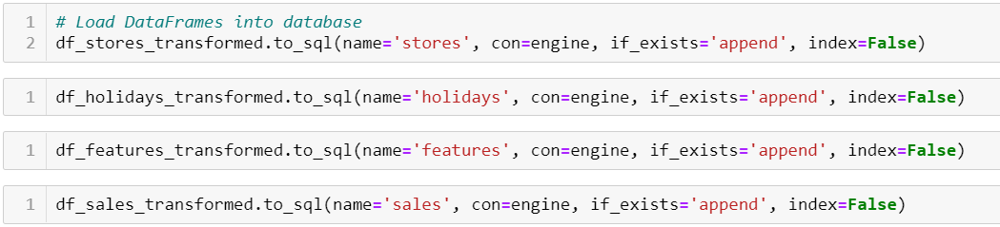 1 # Load DataFrames into database
2 df_stores_transformed.to_sql(name='stores', con=engine, if_exists='append', index=False)
1 df_holidays_transformed.to_sql(name='holidays', con=engine, if_exists='append', index=False)
1 df_features_transformed.to_sql(name='features', con=engine, if_exists='append', index=False)
1 df_sales_transformed.to_sql(name='sales', con=engine, if_exists='append', index=False)